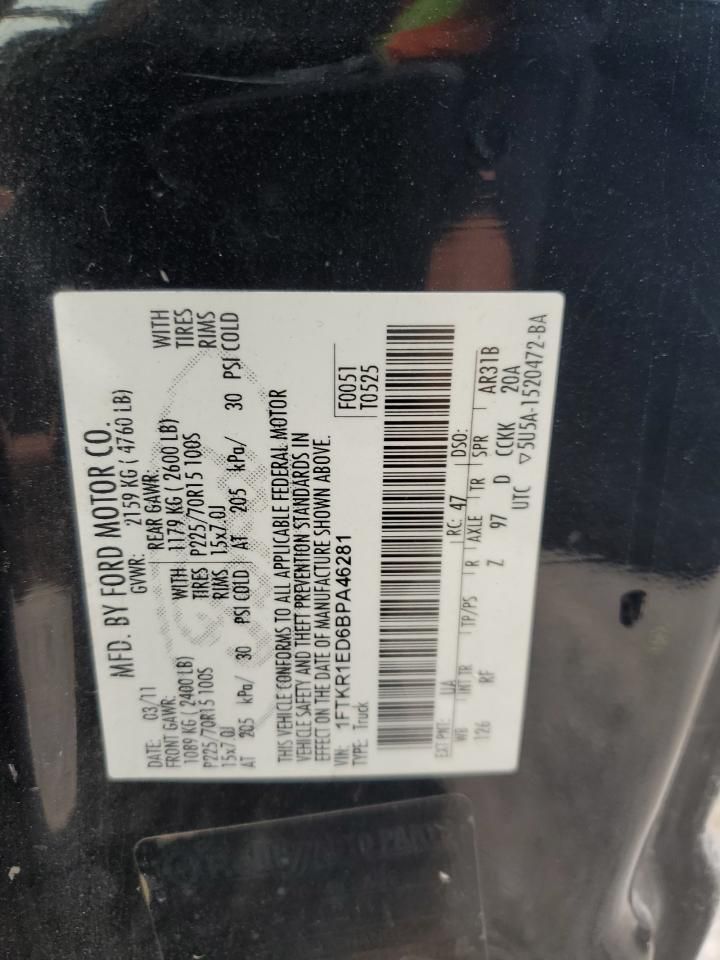 MFD. BY FORD MOTOR CO.
DATE: 03/11 GVWR: 2159 KG ( 4760 LB)
FRONT GAWR: REAR GAWR: WITH
1089 KG ( 2400 LB) WITH 1179 KG ( 2600 LB) TIRES
P225/70R15 100S TIRES P225/70R15 100S RIMS
15x7.0J RIMS 15x7.0J
AT 205 kPa/ 30 PSI COLD AT 205 kPa/ 30 PSI COLD
THIS VEHICLE CONFORMS TO ALL APPLICABLE FEDERAL MOTOR
VEHICLE SAFETY AND THEFT PREVENTION STANDARDS IN
EFFECT ON THE DATE OF MANUFACTURE SHOWN ABOVE.
VIN: 1FTKR1ED6BPA46281 F0051
TYPE: Truck T0525
EXT PNT: UA RC: 47 DSO:
WB INT TR TP/PS R AXLE TR SPR AR31B
126 RF Z 97 D CCKK 20A
UTC ▽5U5A-1520472-BA